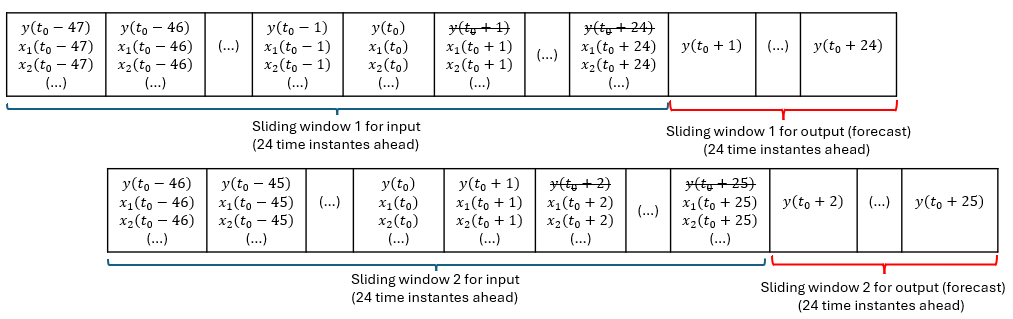 y(t₀ − 47) y(t₀ − 46) y(t₀ − 1) y(t₀) y(t₀ + 1) y(t₀ + 24)
x₁(t₀ − 47) x₁(t₀ − 46) (...) x₁(t₀ − 1) x₁(t₀) x₁(t₀ + 1) (...) x₁(t₀ + 24) y(t₀ + 1) (...) y(t₀ + 24)
x₂(t₀ − 47) x₂(t₀ − 46) x₂(t₀ − 1) x₂(t₀) x₂(t₀ + 1) x₂(t₀ + 24)
(...) (...) (...) (...) (...) (...)
Sliding window 1 for input
(24 time instantes ahead)
Sliding window 1 for output (forecast)
(24 time instantes ahead)
y(t₀ − 46) y(t₀ − 45) y(t₀) y(t₀ + 1) y(t₀ + 2) y(t₀ + 25)
x₁(t₀ − 46) x₁(t₀ − 45) (...) x₁(t₀) x₁(t₀ + 1) x₁(t₀ + 2) (...) x₁(t₀ + 25) y(t₀ + 2) (...) y(t₀ + 25)
x₂(t₀ − 46) x₂(t₀ − 45) x₂(t₀) x₂(t₀ + 1) x₂(t₀ + 2) x₂(t₀ + 25)
(...) (...) (...) (...) (...) (...)
Sliding window 2 for input
(24 time instantes ahead)
Sliding window 2 for output (forecast)
(24 time instantes ahead)